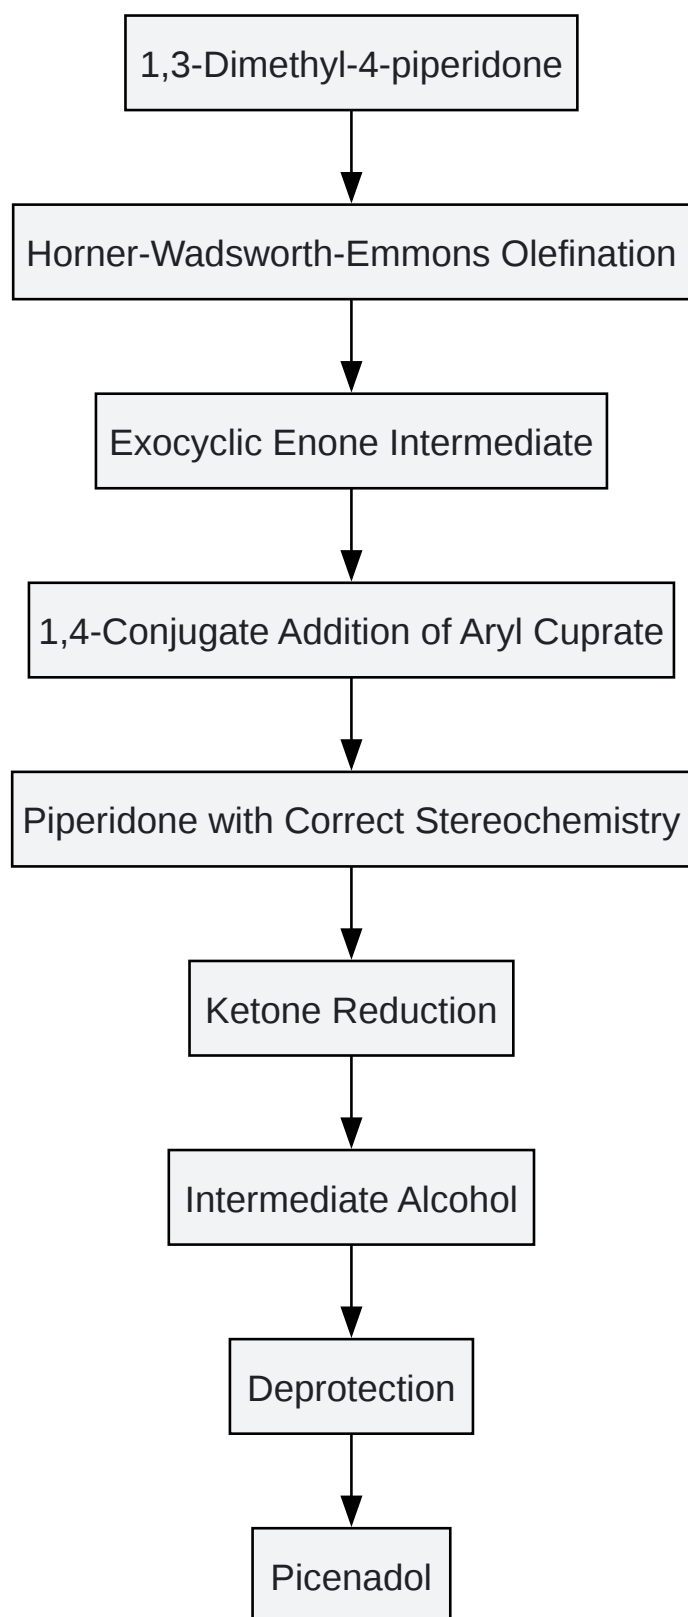 1,3-Dimethyl-4-piperidone
Horner-Wadsworth-Emmons Olefination
Exocyclic Enone Intermediate
1,4-Conjugate Addition of Aryl Cuprate
Piperidone with Correct Stereochemistry
Ketone Reduction
Intermediate Alcohol
Deprotection
Picenadol